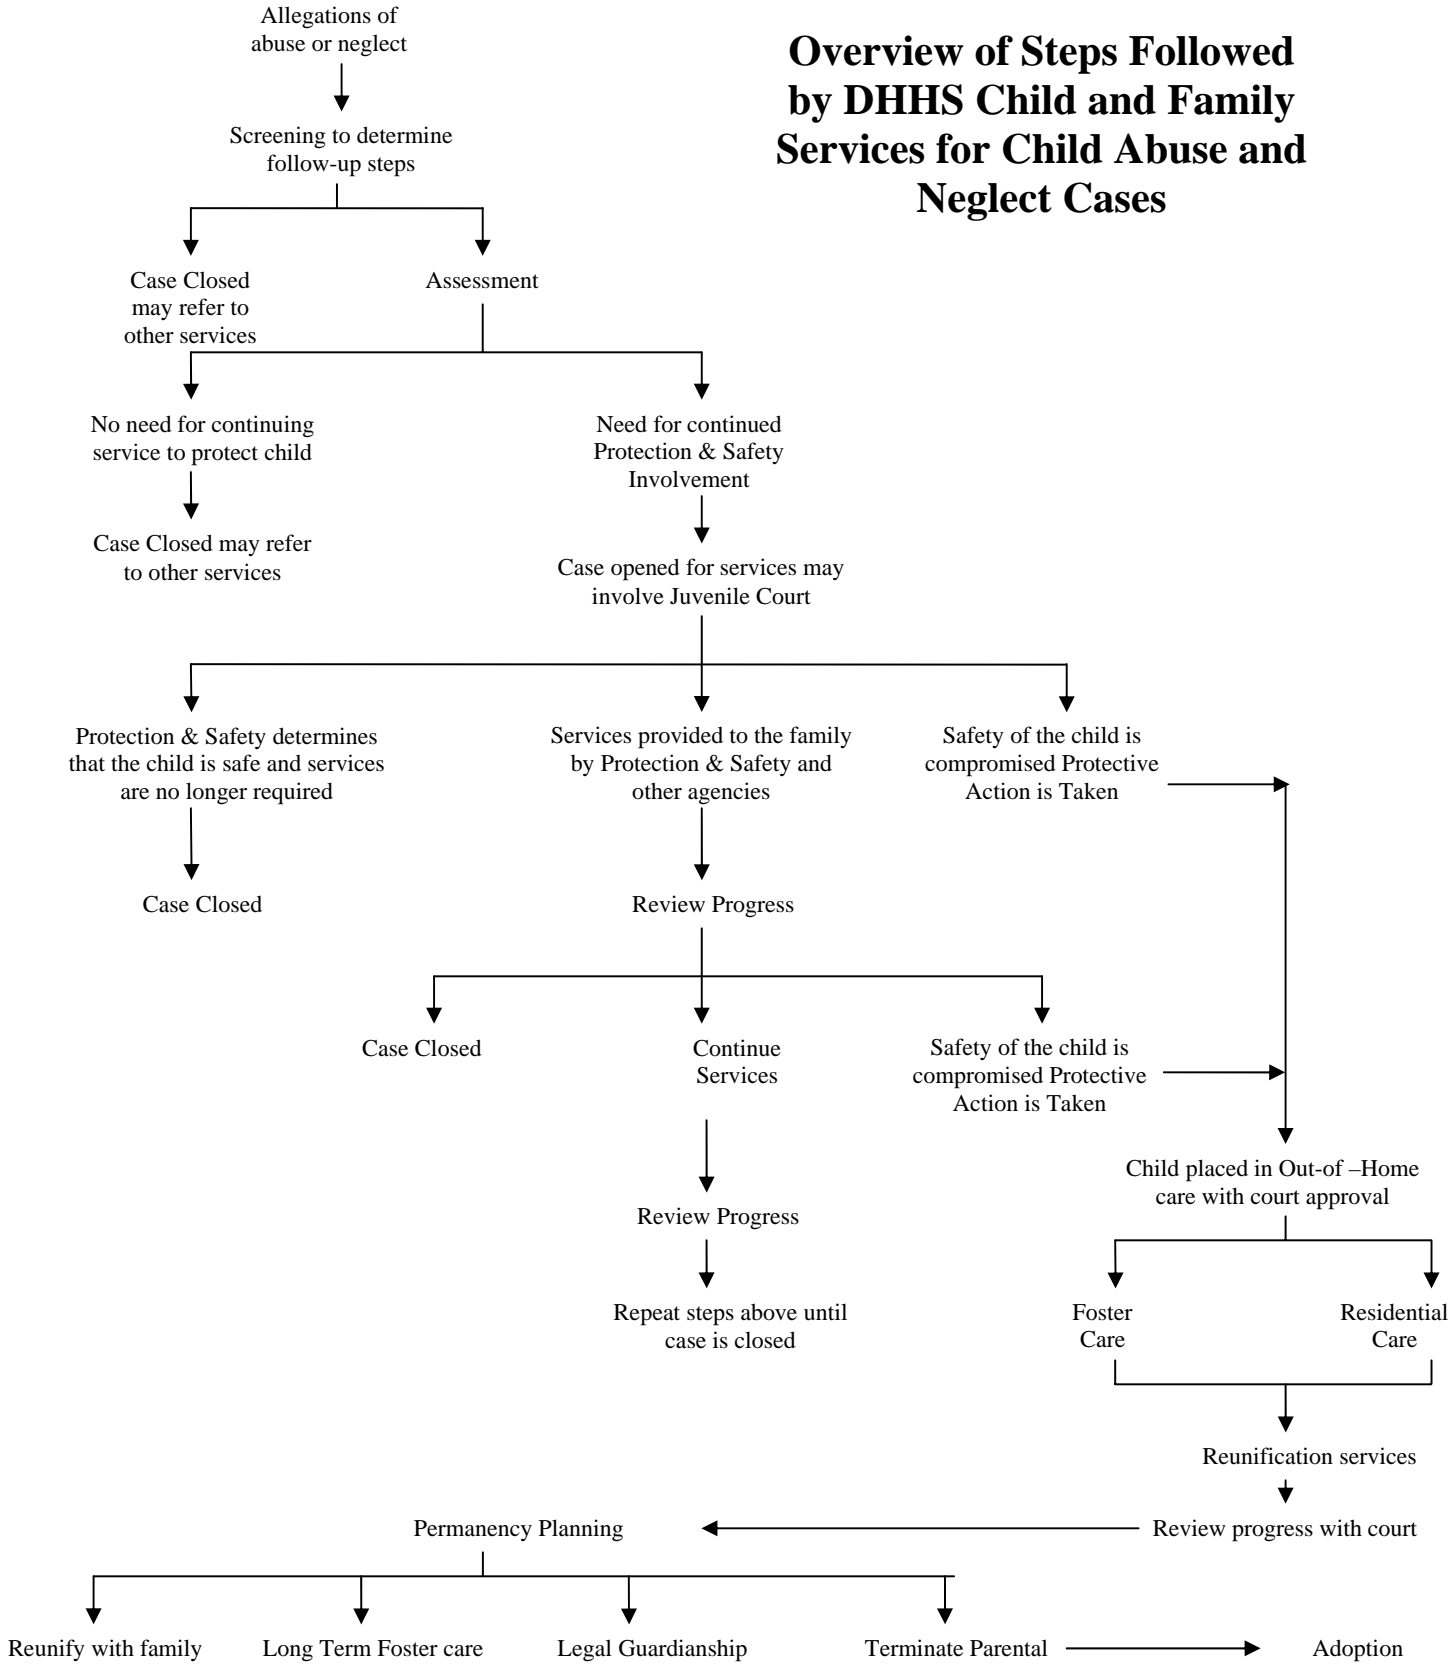 Allegations of
abuse or neglect
Overview of Steps Followed
by DHHS Child and Family
Services for Child Abuse and
Neglect Cases
Screening to determine
follow-up steps
Case Closed
may refer to
other services
Assessment
No need for continuing
service to protect child
Need for continued
Protection & Safety
Involvement
Case Closed may refer
to other services
Case opened for services may
involve Juvenile Court
Protection & Safety determines
that the child is safe and services
are no longer required
Services provided to the family
by Protection & Safety and
other agencies
Safety of the child is
compromised Protective
Action is Taken
Case Closed
Review Progress
Case Closed
Continue
Services
Safety of the child is
compromised Protective
Action is Taken
Child placed in Out-of –Home
care with court approval
Review Progress
Repeat steps above until
case is closed
Foster
Care
Residential
Care
Reunification services
Permanency Planning
Review progress with court
Reunify with family
Long Term Foster care
Legal Guardianship
Terminate Parental
Adoption